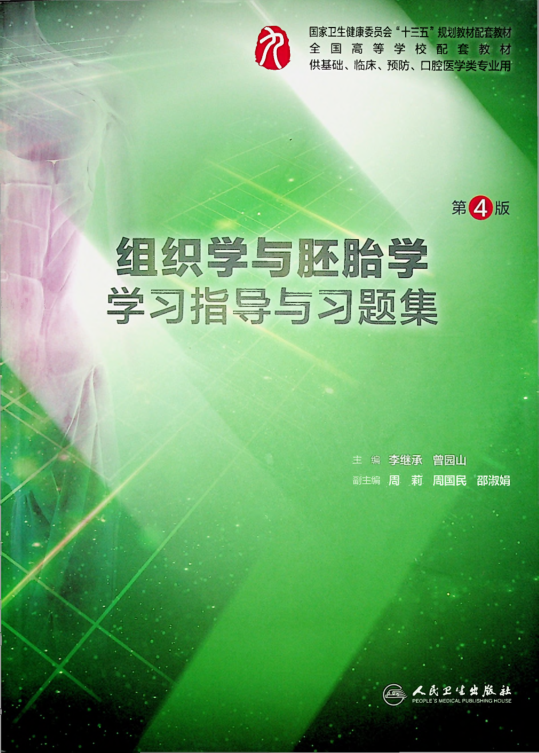 国家卫生健康委员会“十三五”规划教材配套教材
全国高等学校配套教材
供基础、临床、预防、口腔医学类专业用
第4版
组织学与胚胎学
学习指导与习题集
主编 李继承 曾园山
副主编 周莉 周国民 邵淑娟
人民卫生出版社
PEOPLE'S MEDICAL PUBLISHING HOUSE